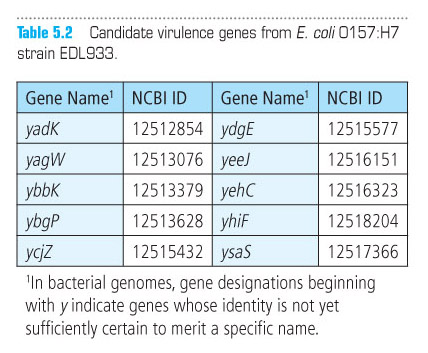 Table 5.2 Candidate virulence genes from E. coli O157:H7
strain EDL933.
Gene Name¹ NCBI ID Gene Name¹ NCBI ID
yadK 12512854 ydgE 12515577
yagW 12513076 yeeJ 12516151
ybbK 12513379 yehC 12516323
ybgP 12513628 yhiF 12518204
ycjZ 12515432 ysaS 12517366
¹In bacterial genomes, gene designations beginning
with y indicate genes whose identity is not yet
sufficiently certain to merit a specific name.